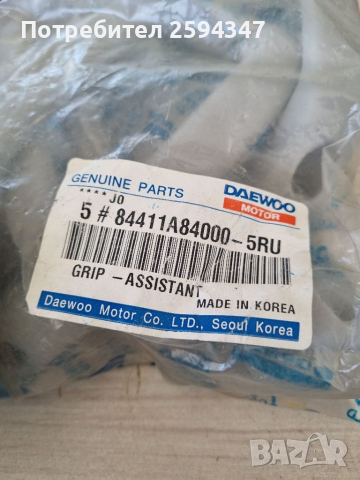 Потребител 2594347
GENUINE PARTS
DAEWOO
MOTOR
**** JO
5 # 84411A84000-5RU
GRIP -ASSISTANT
MADE IN KOREA
Daewoo Motor Co. LTD., Seoul Korea
BAZAR